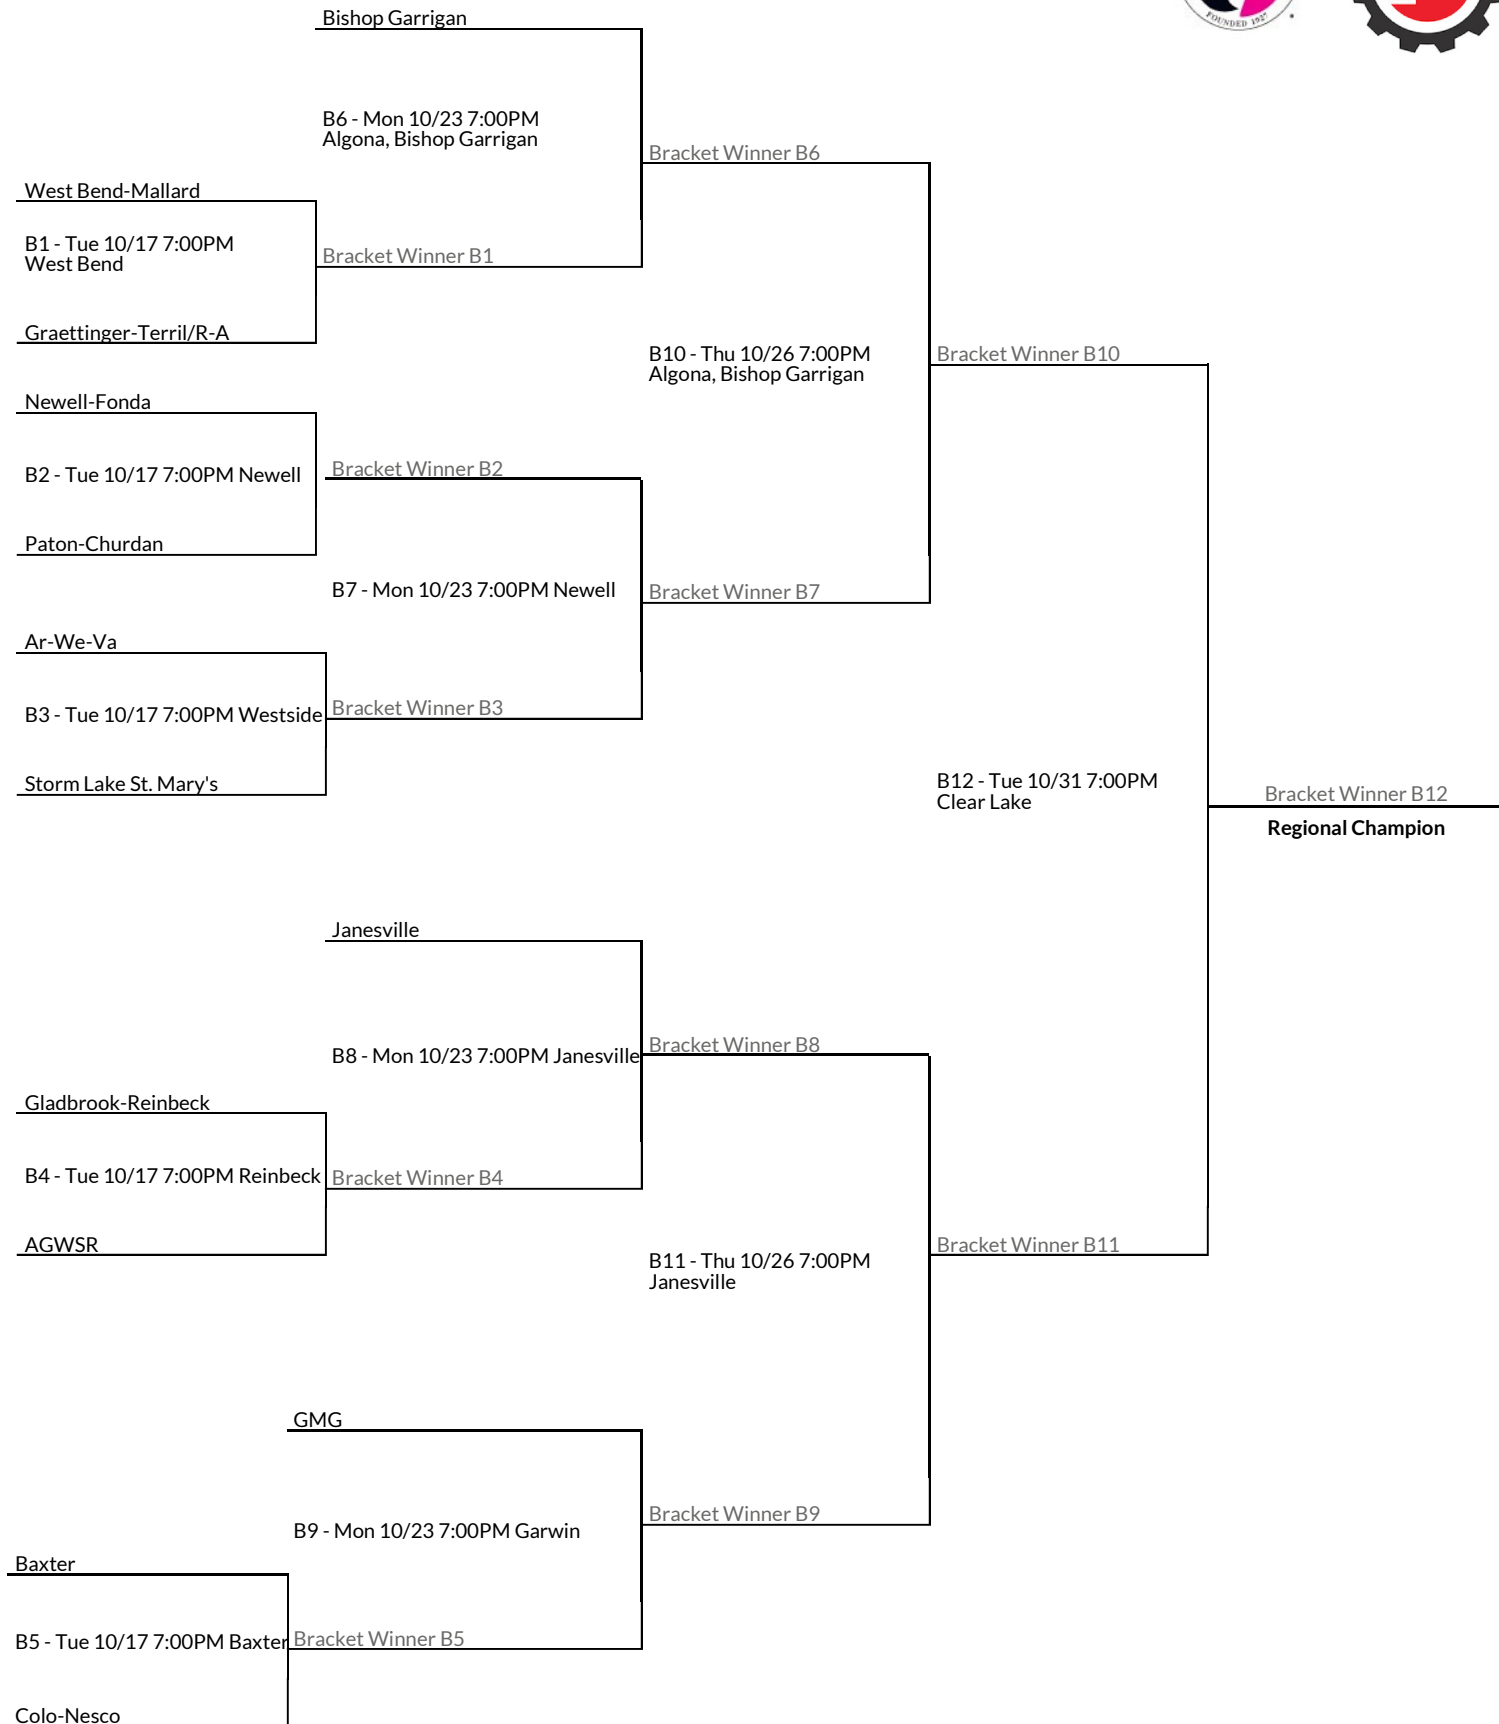 FOUNDED 1927
Bishop Garrigan
B6 - Mon 10/23 7:00PM
Algona, Bishop Garrigan
Bracket Winner B6
West Bend-Mallard
B1 - Tue 10/17 7:00PM
West Bend
Bracket Winner B1
Graettinger-Terril/R-A
B10 - Thu 10/26 7:00PM
Algona, Bishop Garrigan
Bracket Winner B10
Newell-Fonda
B2 - Tue 10/17 7:00PM Newell
Bracket Winner B2
Paton-Churdan
B7 - Mon 10/23 7:00PM Newell
Bracket Winner B7
Ar-We-Va
B3 - Tue 10/17 7:00PM Westside
Bracket Winner B3
Storm Lake St. Mary's
B12 - Tue 10/31 7:00PM
Clear Lake
Bracket Winner B12
Regional Champion
Janesville
B8 - Mon 10/23 7:00PM Janesville
Bracket Winner B8
Gladbrook-Reinbeck
B4 - Tue 10/17 7:00PM Reinbeck
Bracket Winner B4
AGWSR
B11 - Thu 10/26 7:00PM
Janesville
Bracket Winner B11
GMG
B9 - Mon 10/23 7:00PM Garwin
Bracket Winner B9
Baxter
B5 - Tue 10/17 7:00PM Baxter
Bracket Winner B5
Colo-Nesco